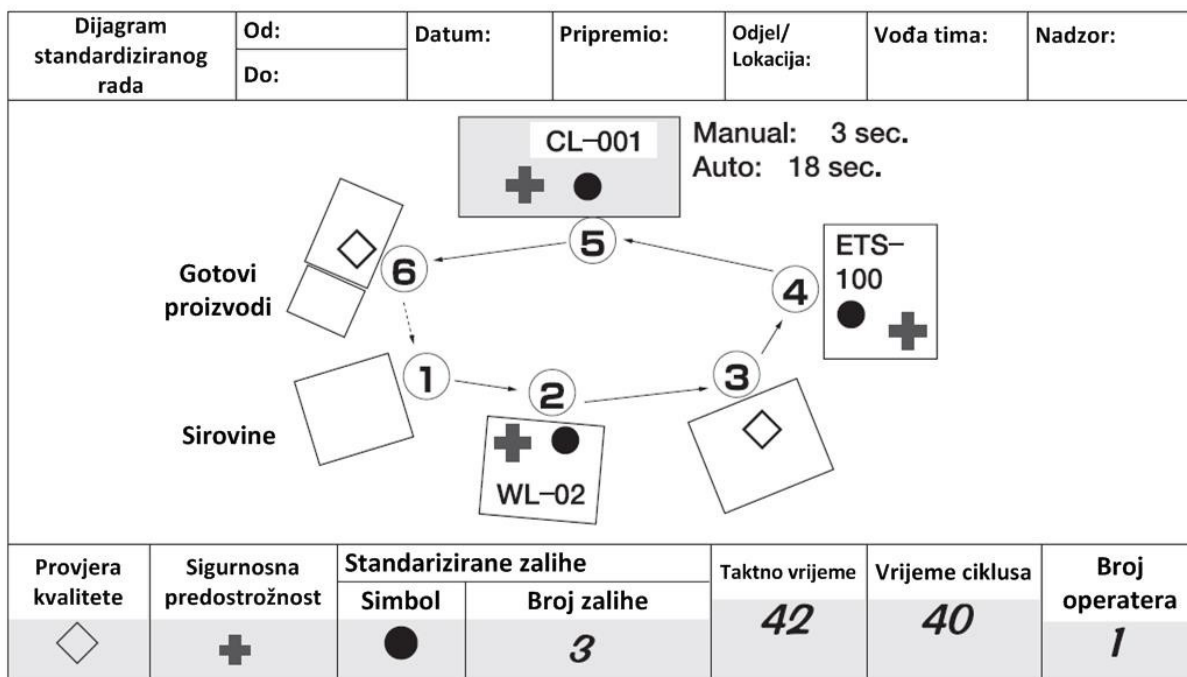 Dijagram
standardiziranog
rada
Od:
Do:
Datum:
Pripremio:
Odjel/
Lokacija:
Vođa tima:
Nadzor:
CL–001
Manual: 3 sec.
Auto: 18 sec.
5
6
Gotovi
proizvodi
ETS–
100
4
1
2
3
Sirovine
WL–02
Provjera
kvalitete
Sigurnosna
predostrožnost
Standarizirane zalihe
Simbol
Broj zalihe
3
Taktno vrijeme
42
Vrijeme ciklusa
40
Broj
operatera
1